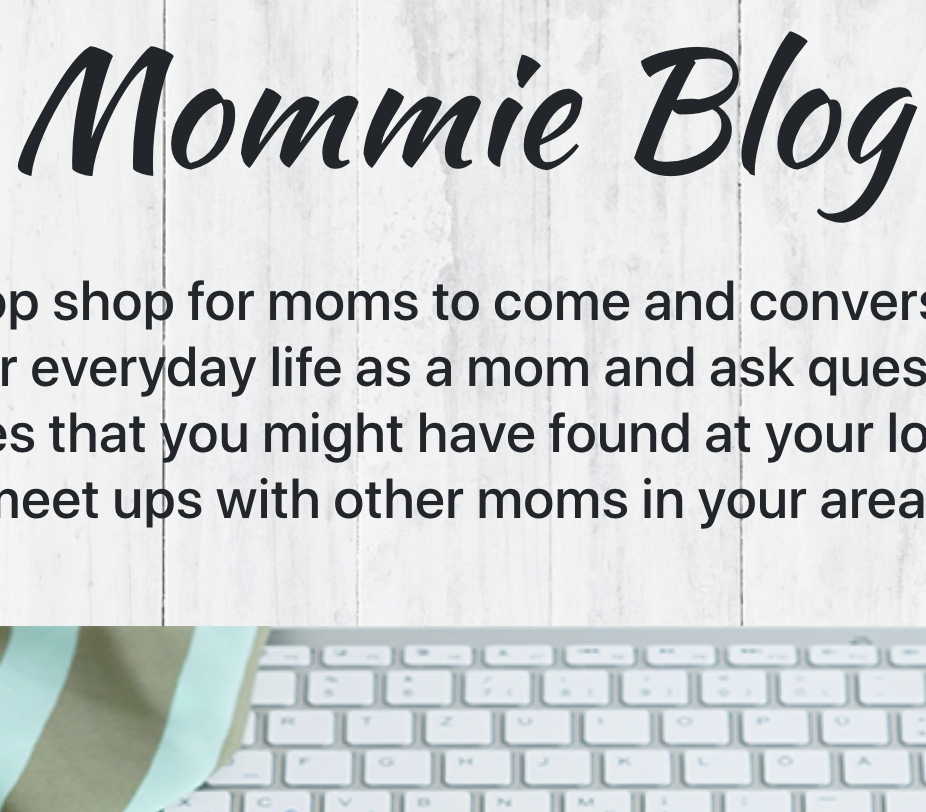 Mommie Blog
op shop for moms to come and convers
r everyday life as a mom and ask ques
es that you might have found at your lo
meet ups with other moms in your area
R T Z U I O P Ü
F G H J K L Ö Ä
X C V B N M